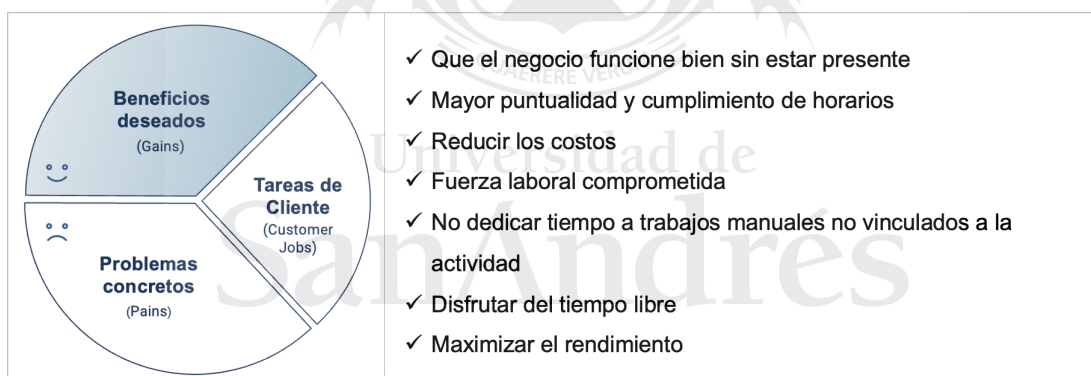 Beneficios
deseados
(Gains)
Tareas de
Cliente
(Customer
Jobs)
Problemas
concretos
(Pains)
✓ Que el negocio funcione bien sin estar presente
✓ Mayor puntualidad y cumplimiento de horarios
✓ Reducir los costos
✓ Fuerza laboral comprometida
✓ No dedicar tiempo a trabajos manuales no vinculados a la
actividad
✓ Disfrutar del tiempo libre
✓ Maximizar el rendimiento
QUAERERE
Universidad de
SanAndrés